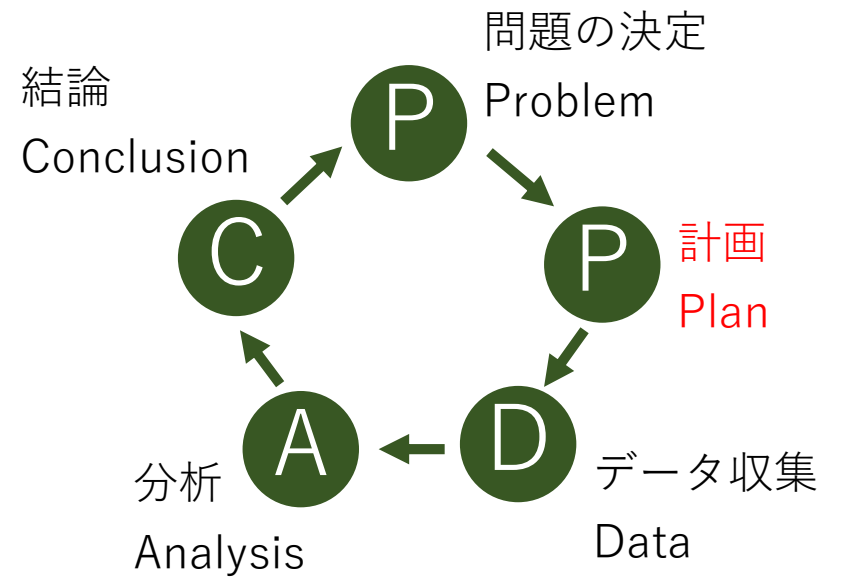 問題の決定
Problem
P
計画
Plan
P
データ収集
Data
D
分析
Analysis
A
結論
Conclusion
C